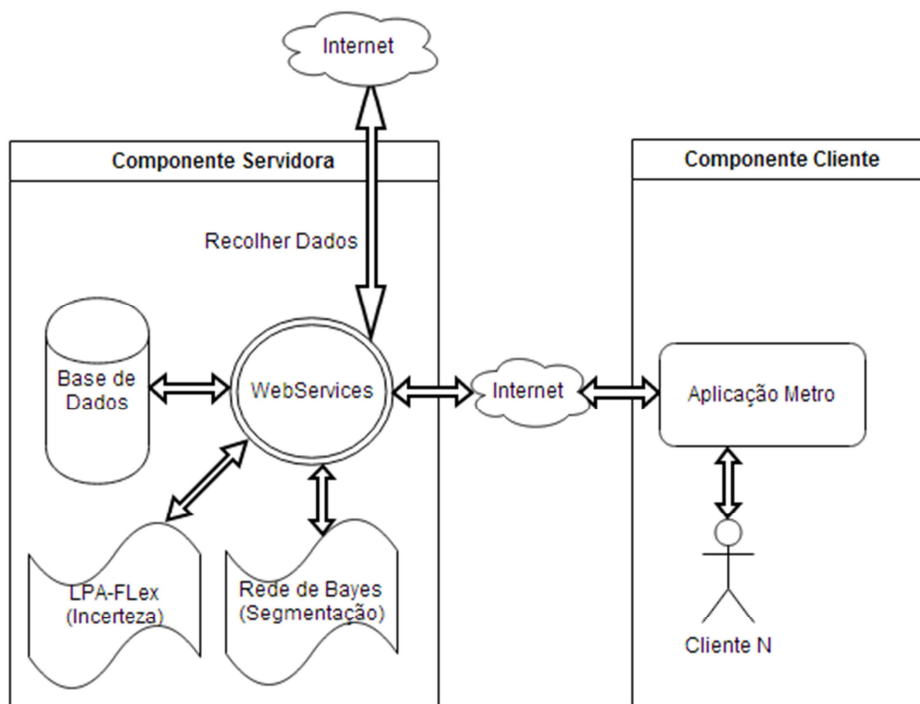 Internet
Componente Servidora
Componente Cliente
Recolher Dados
Base de
Dados
WebServices
Internet
Aplicação Metro
LPA-FLex
(Incerteza)
Rede de Bayes
(Segmentação)
Cliente N